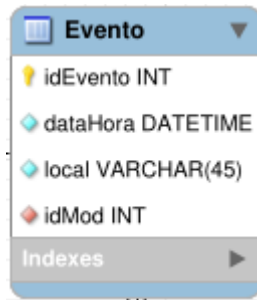 Evento
idEvento INT
dataHora DATETIME
local VARCHAR(45)
idMod INT
Indexes